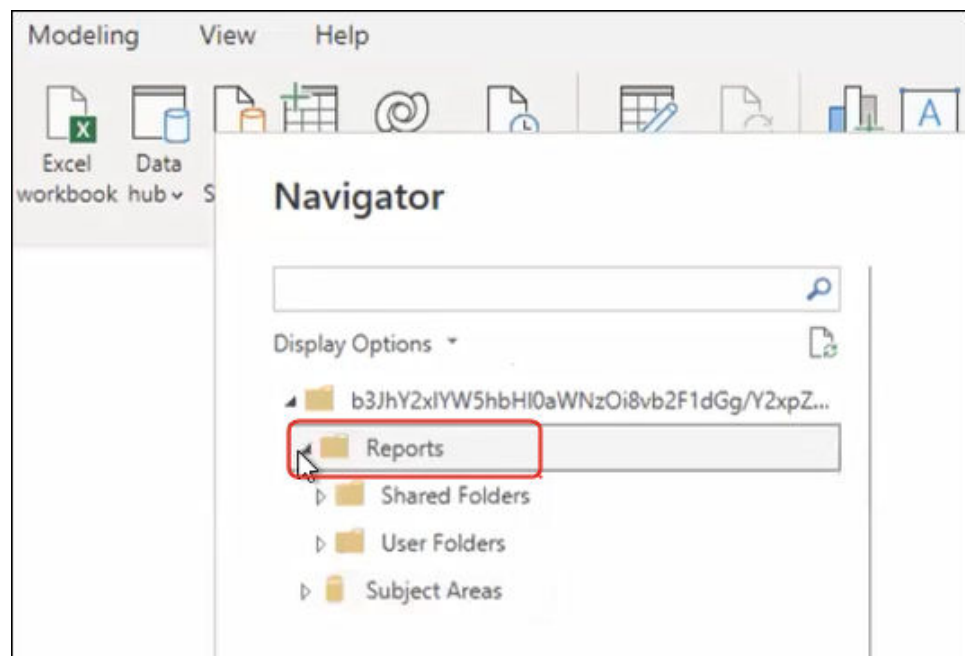 Modeling View Help
Excel workbook
Data hub
S
Navigator
Display Options
b3JhY2xlYW5hbHl0aWNzOi8vb2F1dGg/Y2xpZ...
Reports
Shared Folders
User Folders
Subject Areas